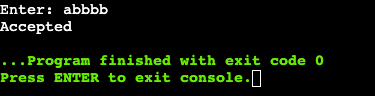 Enter: abbbb
Accepted
...Program finished with exit code 0
Press ENTER to exit console.